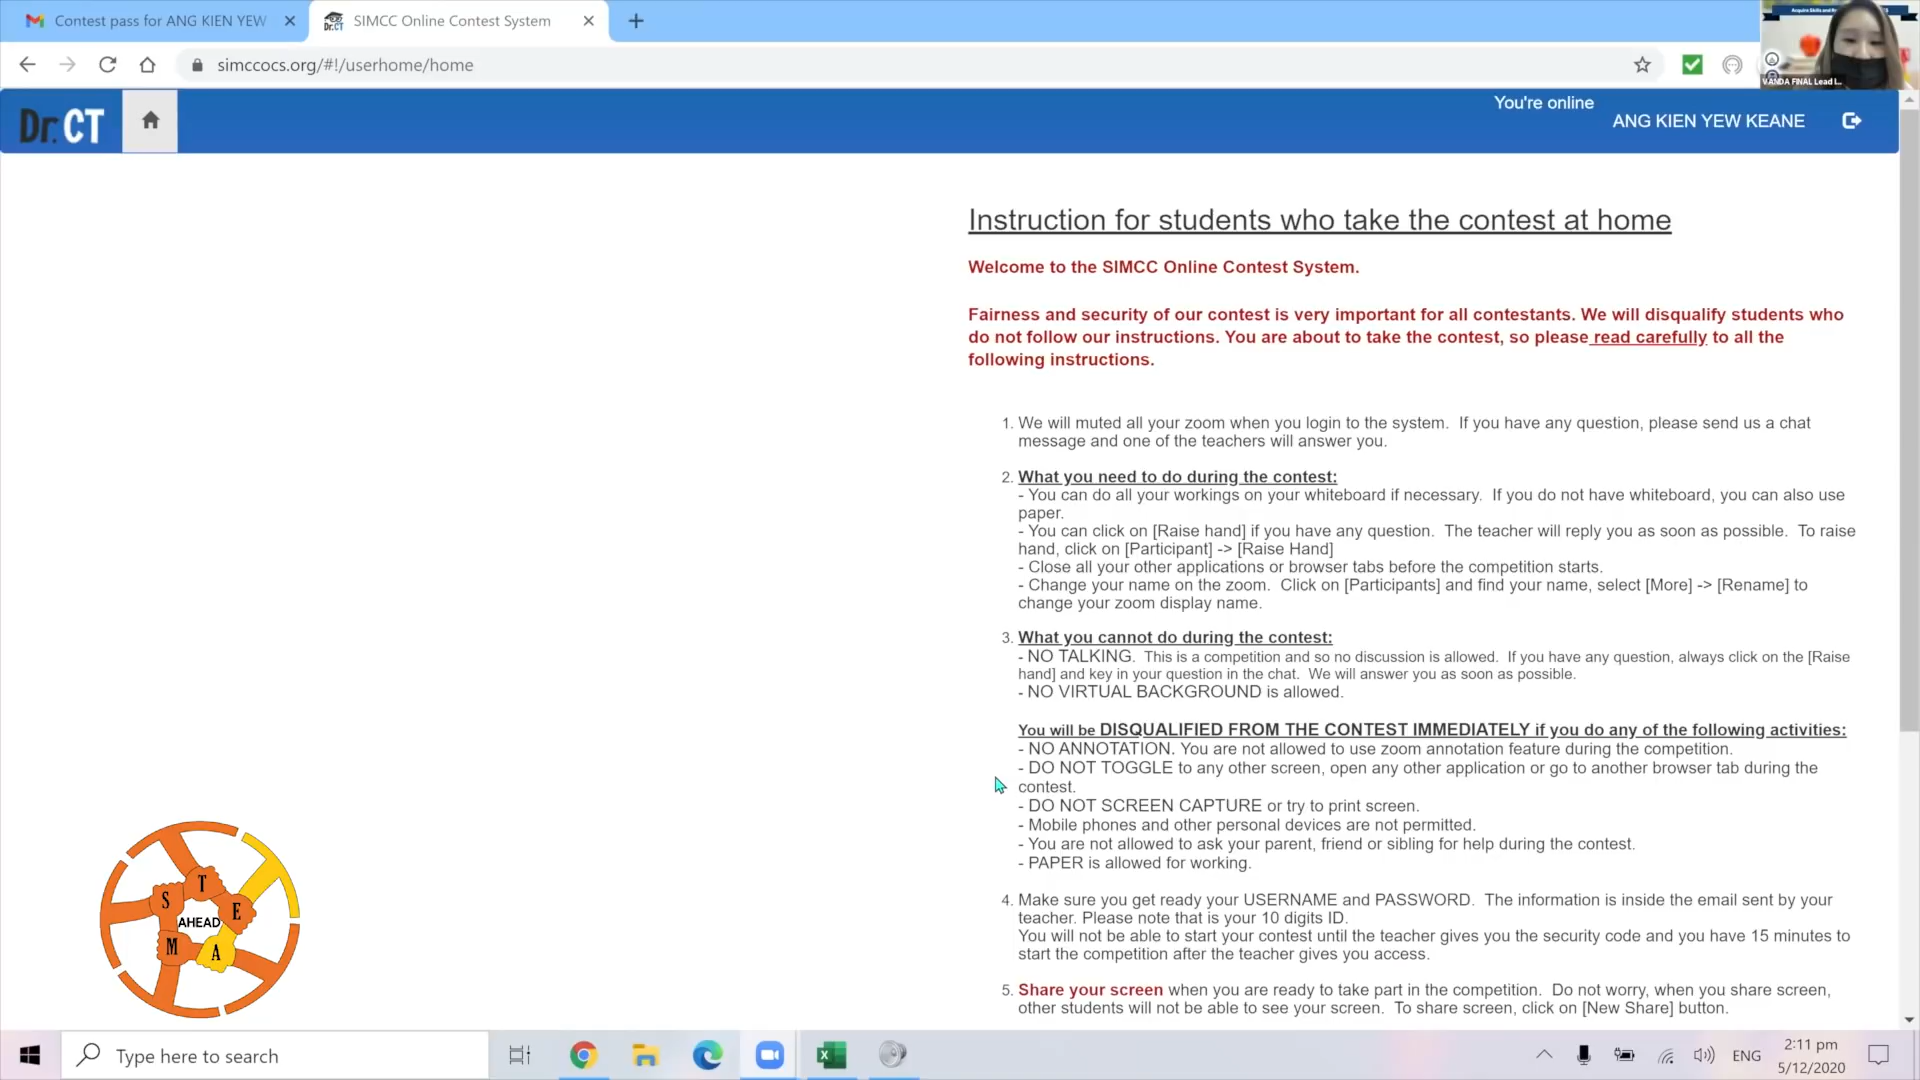 Contest pass for ANG KIEN YEW
SIMCC Online Contest System
simccocs.org/#!/userhome/home
VANDA FINAL Lead I...
Dr.CT
You're online
ANG KIEN YEW KEANE
Instruction for students who take the contest at home
Welcome to the SIMCC Online Contest System.
Fairness and security of our contest is very important for all contestants. We will disqualify students who
do not follow our instructions. You are about to take the contest, so please read carefully to all the
following instructions.
1. We will muted all your zoom when you login to the system. If you have any question, please send us a chat
message and one of the teachers will answer you.
2. What you need to do during the contest:
- You can do all your workings on your whiteboard if necessary. If you do not have whiteboard, you can also use
paper.
- You can click on [Raise hand] if you have any question. The teacher will reply you as soon as possible. To raise
hand, click on [Participant] -> [Raise Hand]
- Close all your other applications or browser tabs before the competition starts.
- Change your name on the zoom. Click on [Participants] and find your name, select [More] -> [Rename] to
change your zoom display name.
3. What you cannot do during the contest:
- NO TALKING. This is a competition and so no discussion is allowed. If you have any question, always click on the [Raise
hand] and key in your question in the chat. We will answer you as soon as possible.
- NO VIRTUAL BACKGROUND is allowed.
You will be DISQUALIFIED FROM THE CONTEST IMMEDIATELY if you do any of the following activities:
- NO ANNOTATION. You are not allowed to use zoom annotation feature during the competition.
- DO NOT TOGGLE to any other screen, open any other application or go to another browser tab during the
contest.
- DO NOT SCREEN CAPTURE or try to print screen.
- Mobile phones and other personal devices are not permitted.
- You are not allowed to ask your parent, friend or sibling for help during the contest.
- PAPER is allowed for working.
4. Make sure you get ready your USERNAME and PASSWORD. The information is inside the email sent by your
teacher. Please note that is your 10 digits ID.
You will not be able to start your contest until the teacher gives you the security code and you have 15 minutes to
start the competition after the teacher gives you access.
5. Share your screen when you are ready to take part in the competition. Do not worry, when you share screen,
other students will not be able to see your screen. To share screen, click on [New Share] button.
S T E A M
AHEAD
Type here to search
ENG
2:11 pm
5/12/2020